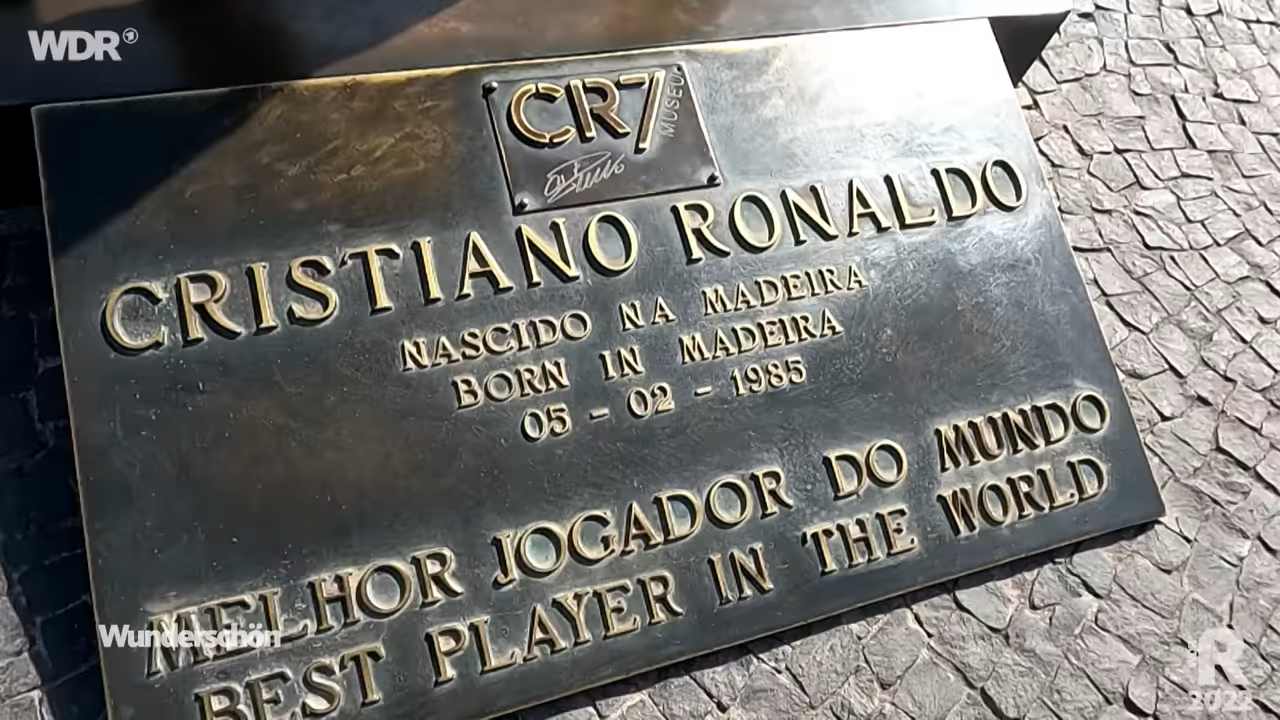 WDR
CR7
MUSEU
CRISTIANO RONALDO
NASCIDO NA MADEIRA
BORN IN MADEIRA
05 - 02 - 1985
MELHOR JOGADOR DO MUNDO
BEST PLAYER IN THE WORLD
Wunderschön
R
2022